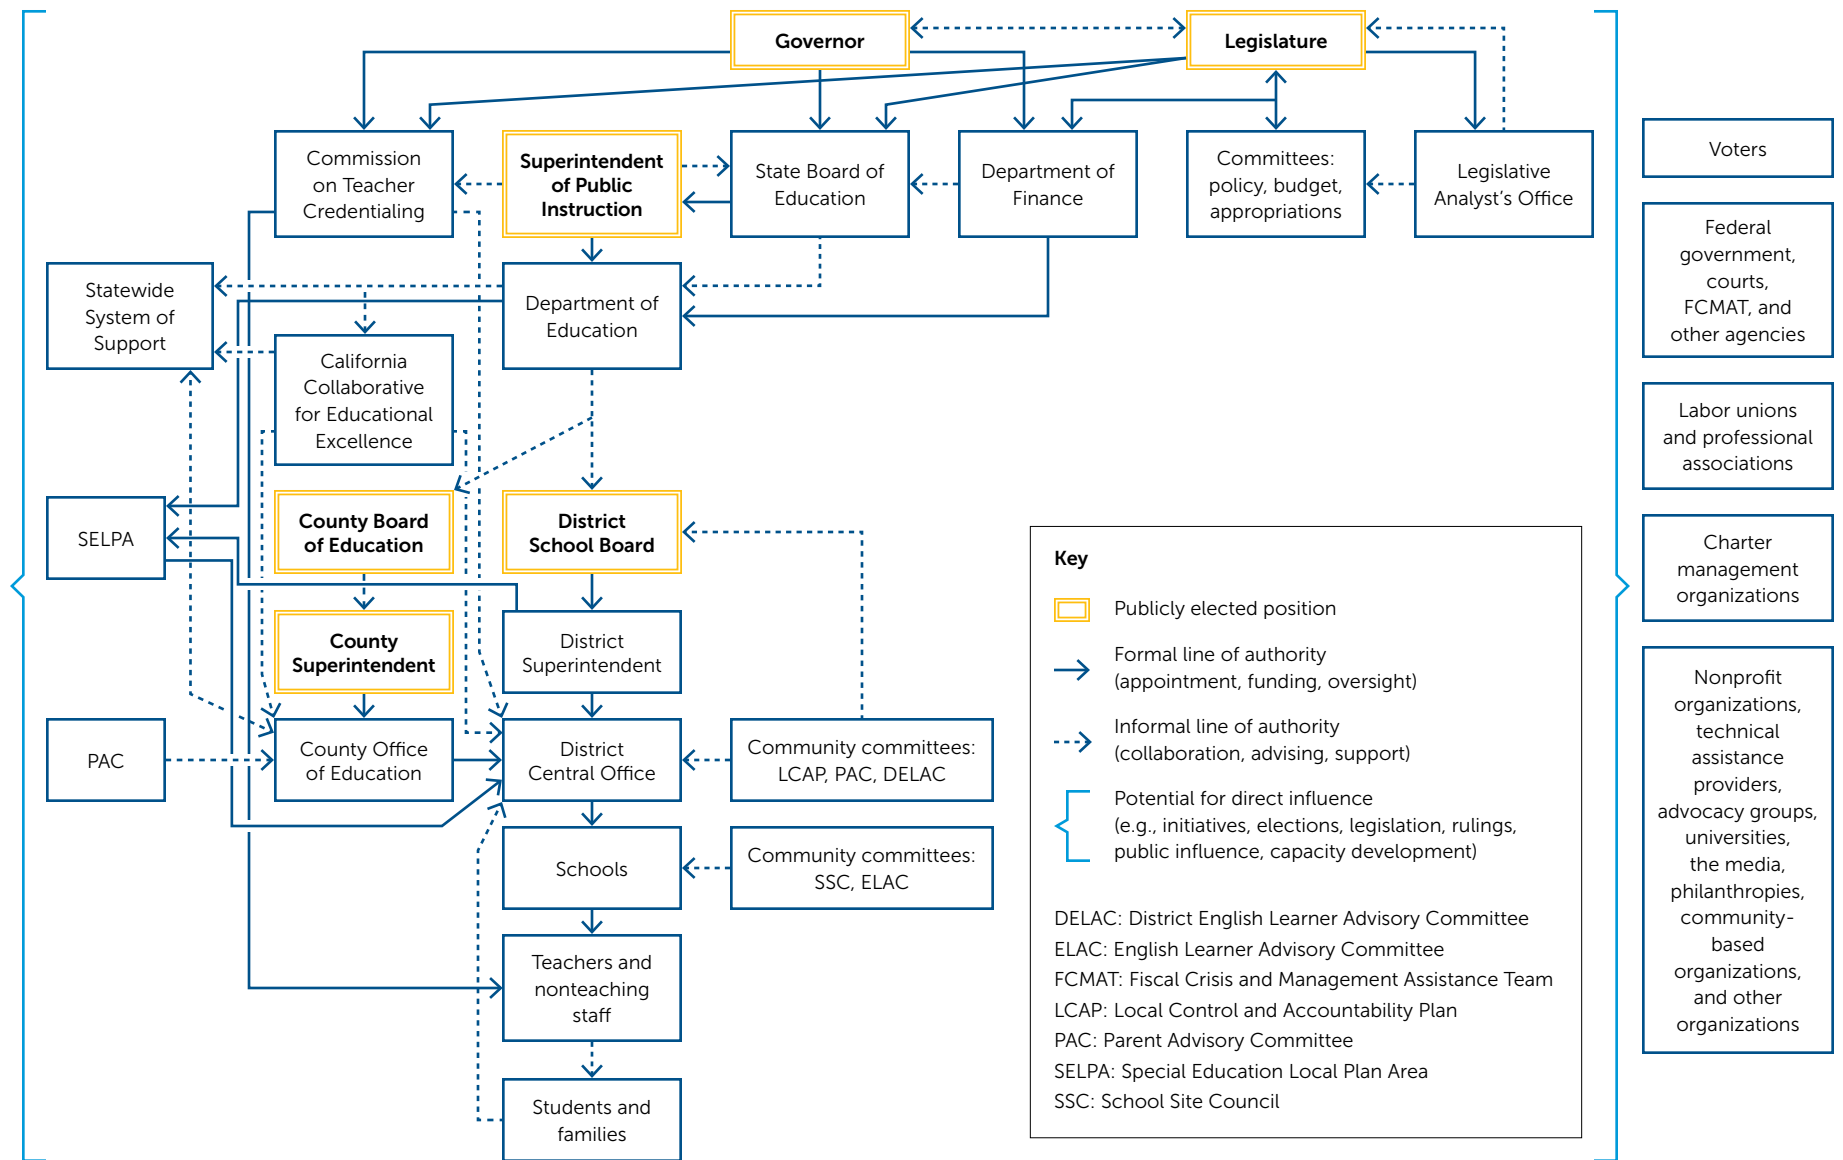 Governor
Legislature
Commission
on Teacher
Credentialing
Superintendent
of Public
Instruction
State Board of
Education
Department of
Finance
Committees:
policy, budget,
appropriations
Legislative
Analyst's Office
Statewide
System of
Support
Department of
Education
California
Collaborative
for Educational
Excellence
SELPA
County Board
of Education
District
School Board
County
Superintendent
District
Superintendent
PAC
County Office
of Education
District
Central Office
Community committees:
LCAP, PAC, DELAC
Schools
Community committees:
SSC, ELAC
Teachers and
nonteaching
staff
Students and
families
Key
Publicly elected position
Formal line of authority
(appointment, funding, oversight)
Informal line of authority
(collaboration, advising, support)
Potential for direct influence
(e.g., initiatives, elections, legislation, rulings,
public influence, capacity development)
DELAC: District English Learner Advisory Committee
ELAC: English Learner Advisory Committee
FCMAT: Fiscal Crisis and Management Assistance Team
LCAP: Local Control and Accountability Plan
PAC: Parent Advisory Committee
SELPA: Special Education Local Plan Area
SSC: School Site Council
Voters
Federal
government,
courts,
FCMAT, and
other agencies
Labor unions
and professional
associations
Charter
management
organizations
Nonprofit
organizations,
technical
assistance
providers,
advocacy groups,
universities,
the media,
philanthropies,
community-
based
organizations,
and other
organizations